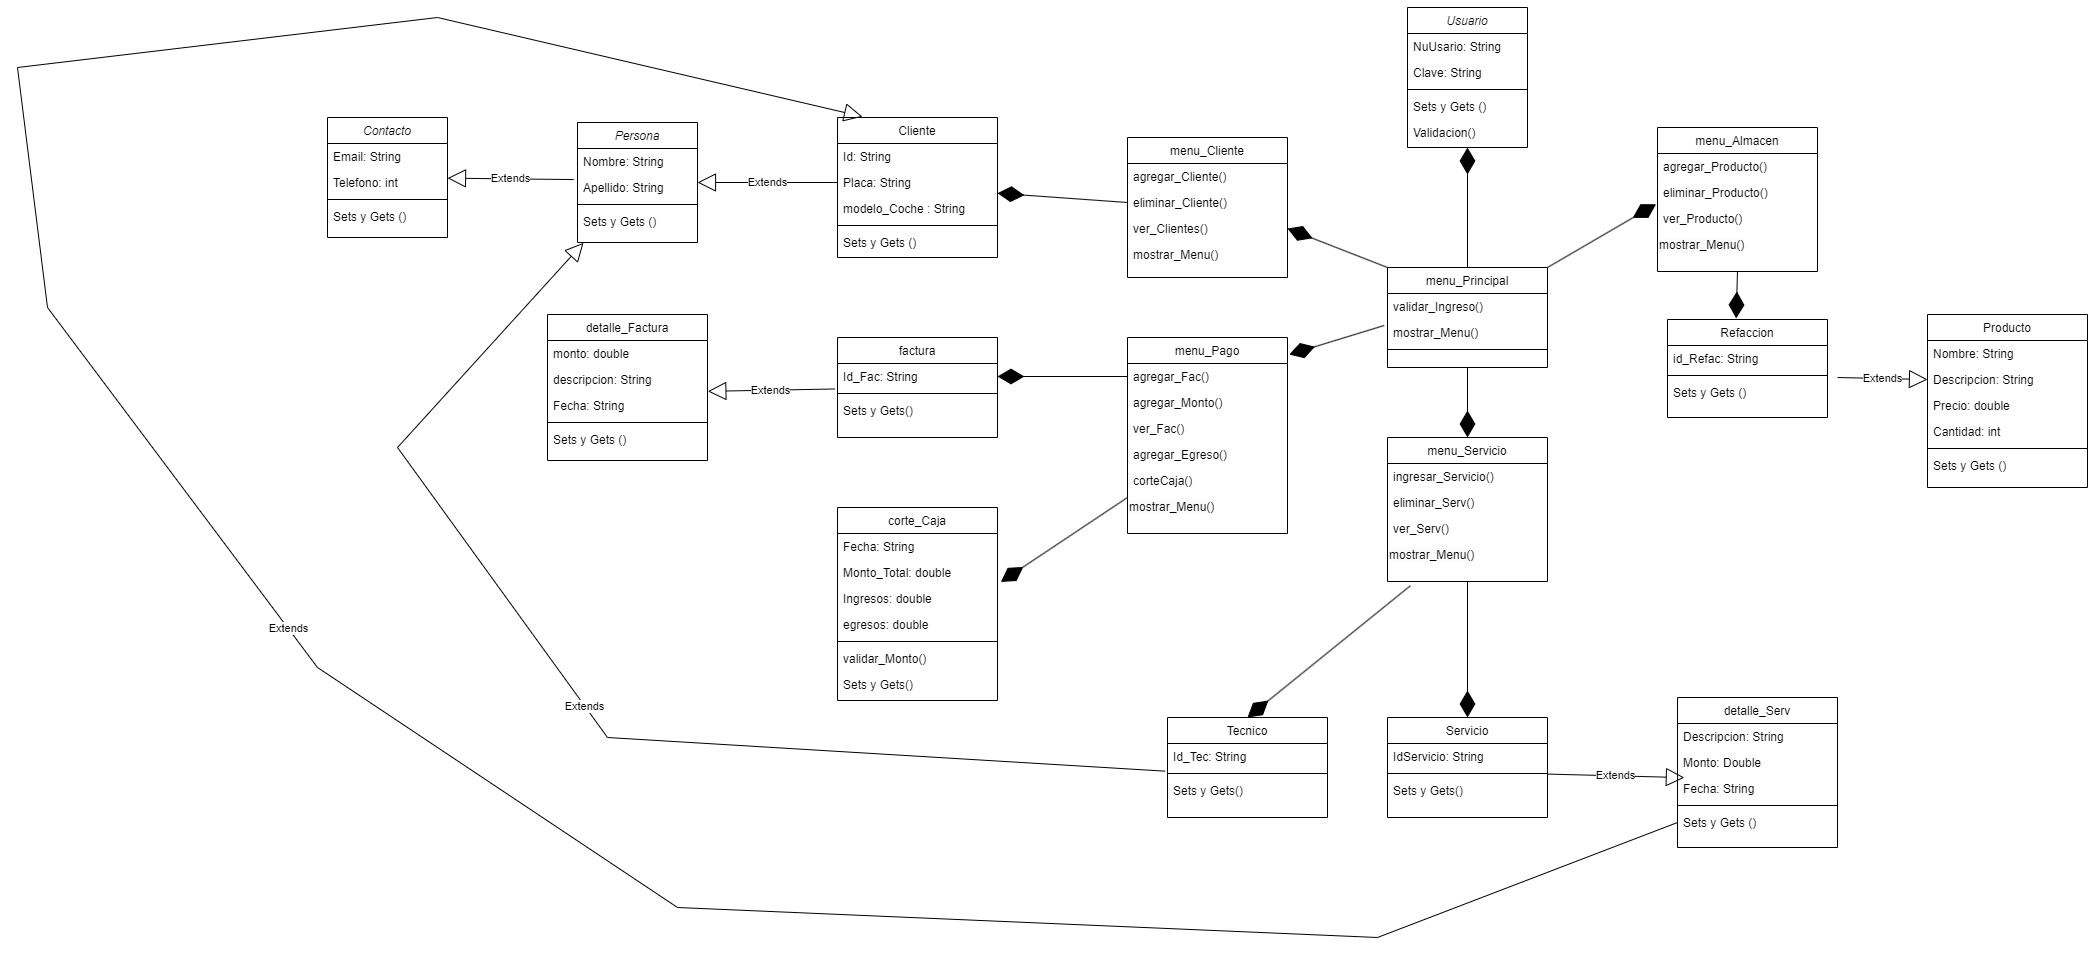 Usuario
NuUsario: String
Clave: String
Sets y Gets ()
Validacion()
Contacto
Email: String
Telefono: int
Sets y Gets ()
Extends
Persona
Nombre: String
Apellido: String
Sets y Gets ()
Extends
Cliente
Id: String
Placa: String
modelo_Coche : String
Sets y Gets ()
menu_Cliente
agregar_Cliente()
eliminar_Cliente()
ver_Clientes()
mostrar_Menu()
menu_Almacen
agregar_Producto()
eliminar_Producto()
ver_Producto()
mostrar_Menu()
menu_Principal
validar_Ingreso()
mostrar_Menu()
detalle_Factura
monto: double
descripcion: String
Fecha: String
Sets y Gets ()
Extends
factura
Id_Fac: String
Sets y Gets()
menu_Pago
agregar_Fac()
agregar_Monto()
ver_Fac()
agregar_Egreso()
corteCaja()
mostrar_Menu()
Refaccion
id_Refac: String
Sets y Gets ()
Extends
Producto
Nombre: String
Descripcion: String
Precio: double
Cantidad: int
Sets y Gets ()
menu_Servicio
ingresar_Servicio()
eliminar_Serv()
ver_Serv()
mostrar_Menu()
corte_Caja
Fecha: String
Monto_Total: double
Ingresos: double
egresos: double
validar_Monto()
Sets y Gets()
Extends
Extends
Tecnico
Id_Tec: String
Sets y Gets()
Servicio
IdServicio: String
Sets y Gets()
Extends
detalle_Serv
Descripcion: String
Monto: Double
Fecha: String
Sets y Gets ()